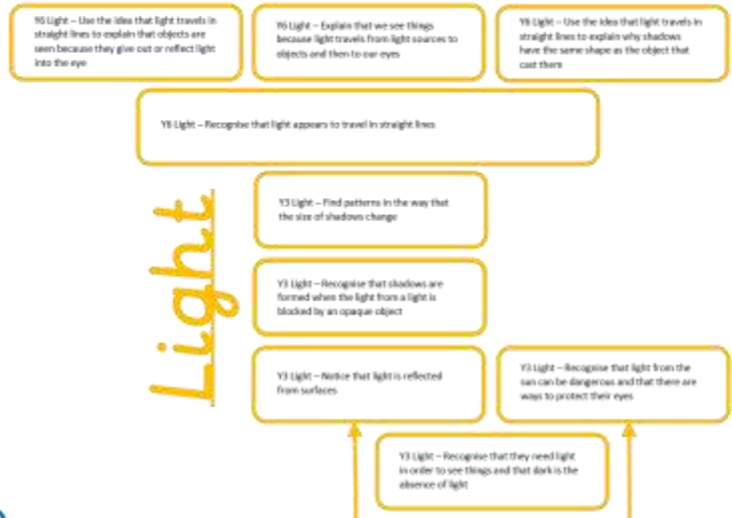 Y6 Light – Use the idea that light travels in
straight lines to explain that objects are
seen because they give out or reflect light
into the eye
Y6 Light – Explain that we see things
because light travels from light sources to
objects and then to our eyes
Y6 Light – Use the idea that light travels in
straight lines to explain why shadows
have the same shape as the object that
cast them
Y6 Light – Recognise that light appears to travel in straight lines
Y3 Light – Find patterns in the way that
the size of shadows change
Light
Y3 Light – Recognise that shadows are
formed when the light from a light is
blocked by an opaque object
Y3 Light – Notice that light is reflected
from surfaces
Y3 Light – Recognise that light from the
sun can be dangerous and that there are
ways to protect their eyes
Y3 Light – Recognise that they need light
in order to see things and that dark is the
absence of light